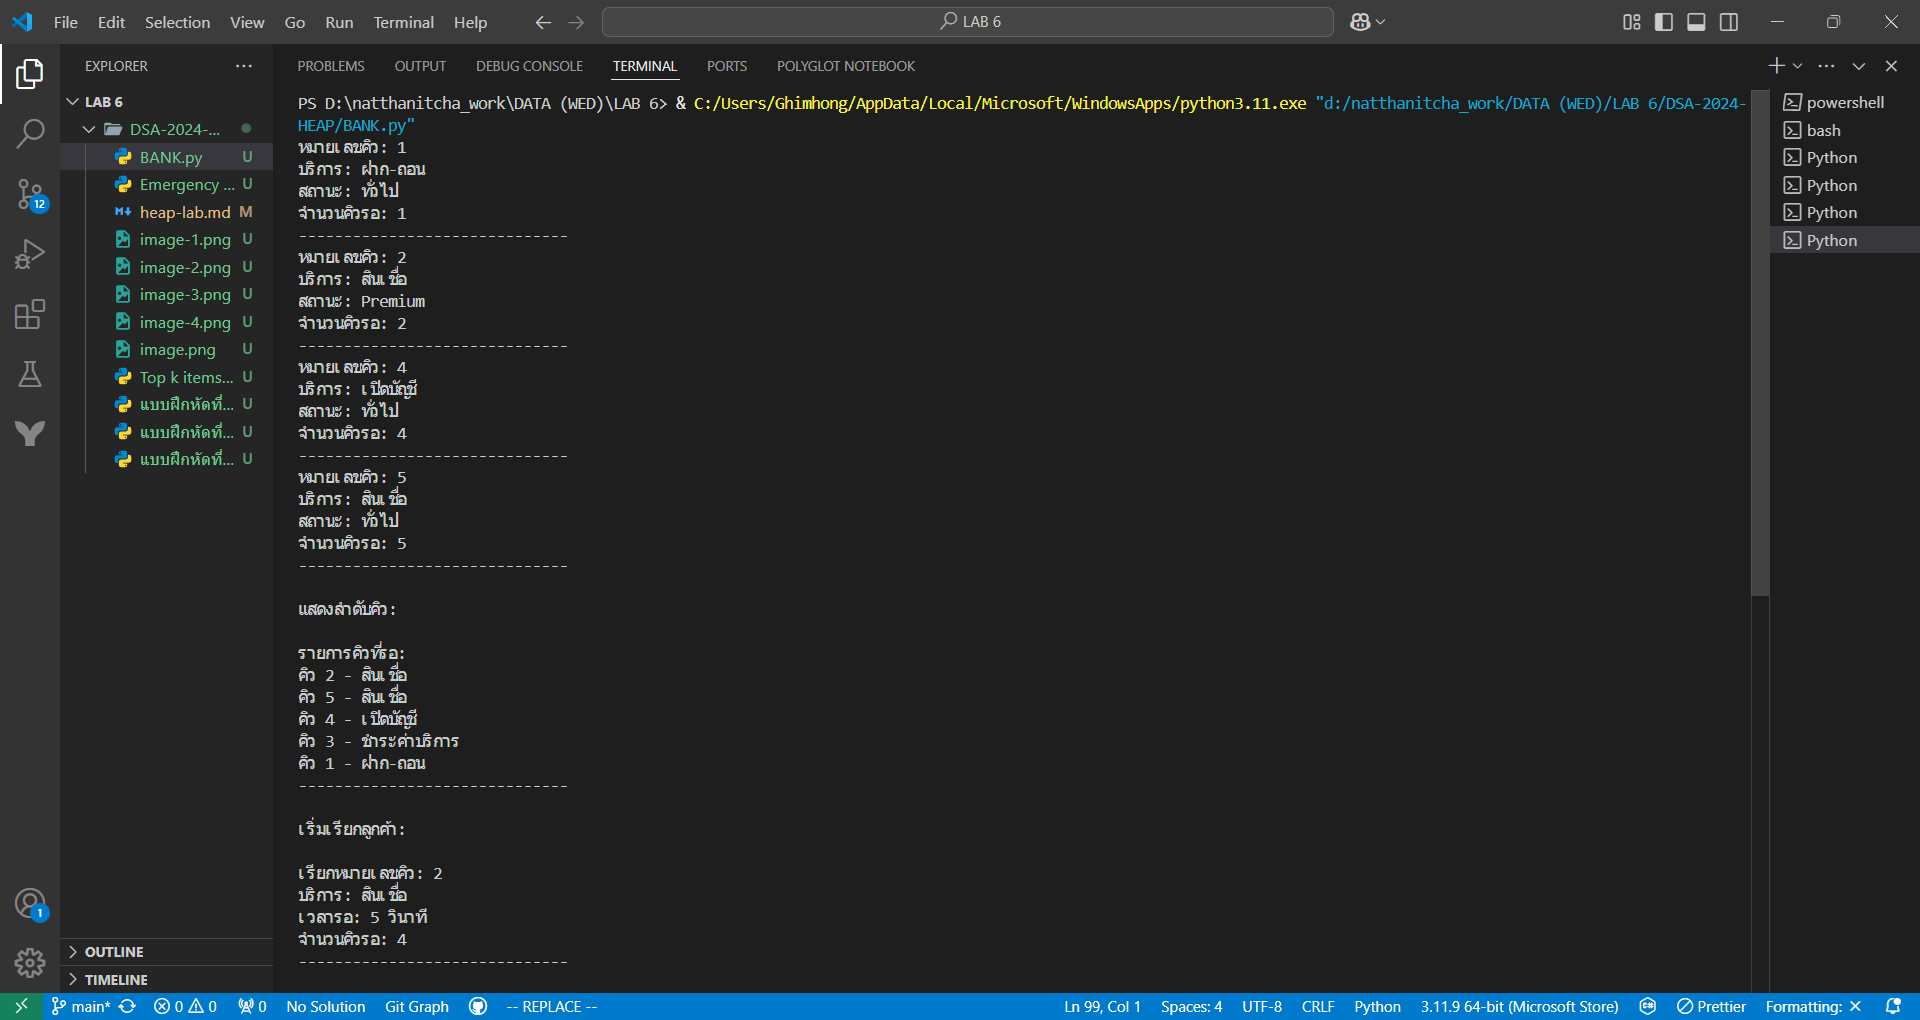 File Edit Selection View Go Run Terminal Help
LAB 6
EXPLORER
LAB 6
DSA-2024-...
BANK.py U
Emergency ... U
heap-lab.md M
image-1.png U
image-2.png U
image-3.png U
image-4.png U
image.png U
Top k items... U
แบบฝึกหัดที่... U
แบบฝึกหัดที่... U
แบบฝึกหัดที่... U
OUTLINE
TIMELINE
12
1
PROBLEMS OUTPUT DEBUG CONSOLE TERMINAL PORTS POLYGLOT NOTEBOOK
PS D:\natthanitcha_work\DATA (WED)\LAB 6> & C:/Users/Ghimhong/AppData/Local/Microsoft/WindowsApps/python3.11.exe "d:/natthanitcha_work/DATA (WED)/LAB 6/DSA-2024-
HEAP/BANK.py"
หมายเลขคิว: 1
บริการ: ฝาก-ถอน
สถานะ: ทั่วไป
จำนวนคิวรอ: 1
------------------------------
หมายเลขคิว: 2
บริการ: สินเชื่อ
สถานะ: Premium
จำนวนคิวรอ: 2
------------------------------
หมายเลขคิว: 4
บริการ: เปิดบัญชี
สถานะ: ทั่วไป
จำนวนคิวรอ: 4
------------------------------
หมายเลขคิว: 5
บริการ: สินเชื่อ
สถานะ: ทั่วไป
จำนวนคิวรอ: 5
------------------------------
แสดงลำดับคิว:
รายการคิวที่รอ:
คิว 2 - สินเชื่อ
คิว 5 - สินเชื่อ
คิว 4 - เปิดบัญชี
คิว 3 - ชำระค่าบริการ
คิว 1 - ฝาก-ถอน
------------------------------
เริ่มเรียกลูกค้า:
เรียกหมายเลขคิว: 2
บริการ: สินเชื่อ
เวลารอ: 5 วินาที
จำนวนคิวรอ: 4
------------------------------
powershell
bash
Python
Python
Python
Python
main* 0 0 0 No Solution Git Graph -- REPLACE -- Ln 99, Col 1 Spaces: 4 UTF-8 CRLF Python 3.11.9 64-bit (Microsoft Store) Prettier Formatting: ×